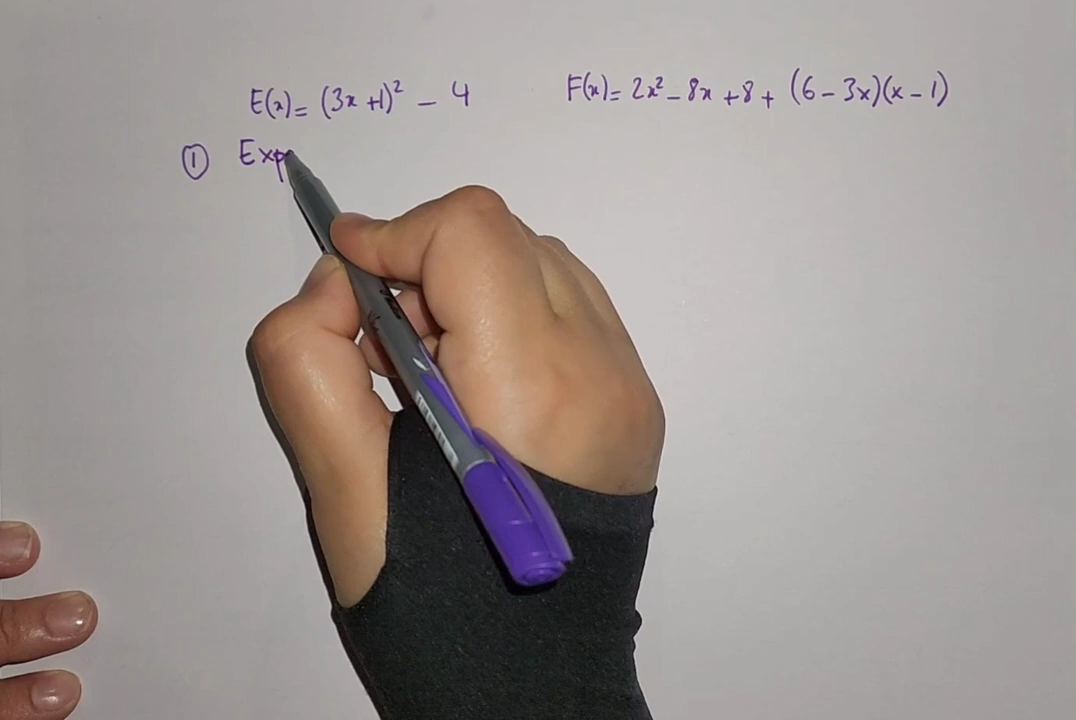 E(x) = (3x + 1)² - 4 F(x) = 2x² - 8x + 8 + (6 - 3x)(x - 1)
① Exp